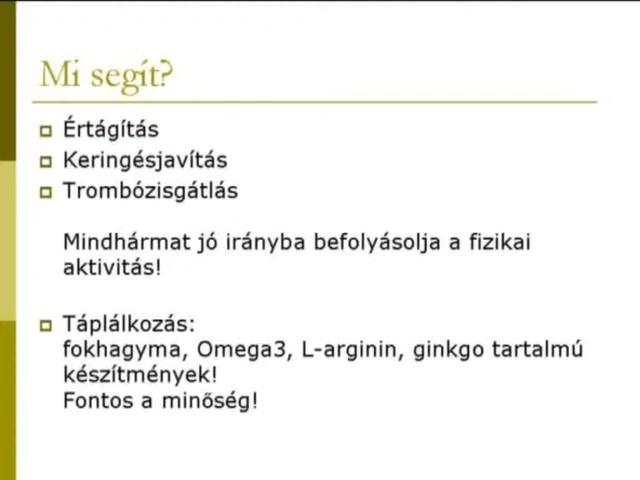 Mi segít?
Értágítás
Keringésjavítás
Trombózisgátlás
Mindhármat jó irányba befolyásolja a fizikai
aktivitás!
Táplálkozás:
fokhagyma, Omega3, L-arginin, ginkgo tartalmú
készítmények!
Fontos a minőség!